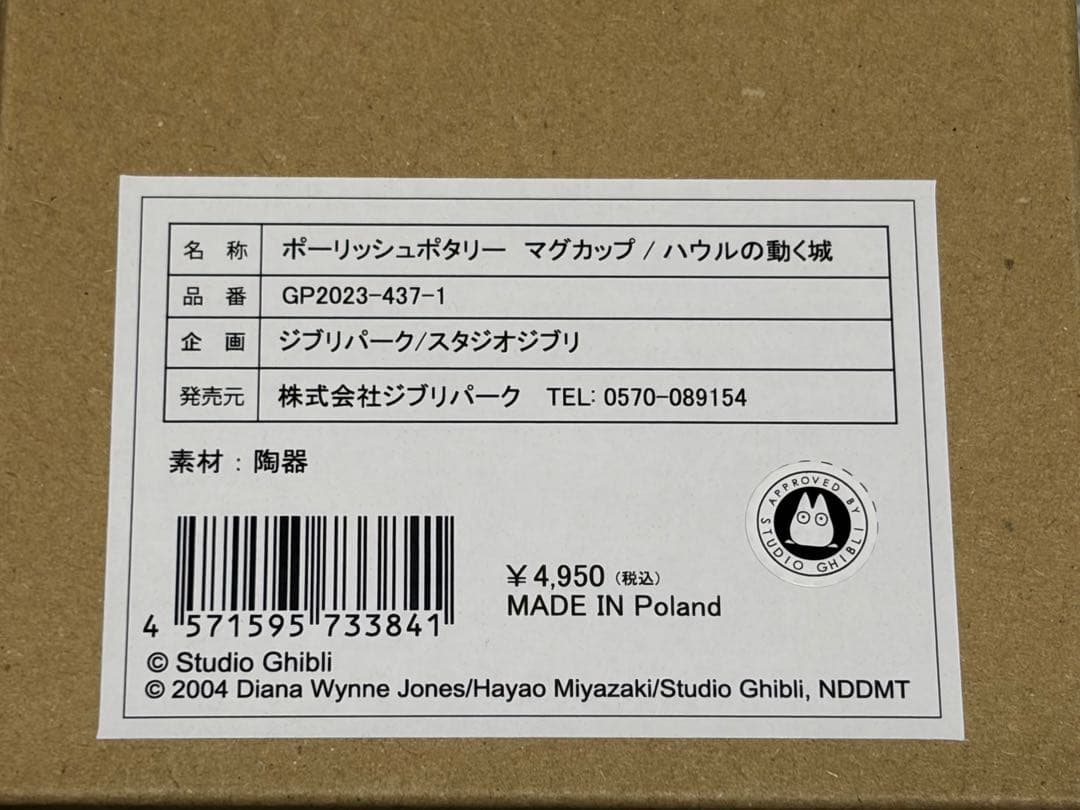 名 称 ポーリッシュポタリー マグカップ / ハウルの動く城
品 番 GP2023-437-1
企 画 ジブリパーク/スタジオジブリ
発売元 株式会社ジブリパーク TEL: 0570-089154
素材 : 陶器
APPROVED BY STUDIO GHIBLI
¥4,950 (税込)
MADE IN Poland
4 571595 733841
© Studio Ghibli
© 2004 Diana Wynne Jones/Hayao Miyazaki/Studio Ghibli, NDDMT